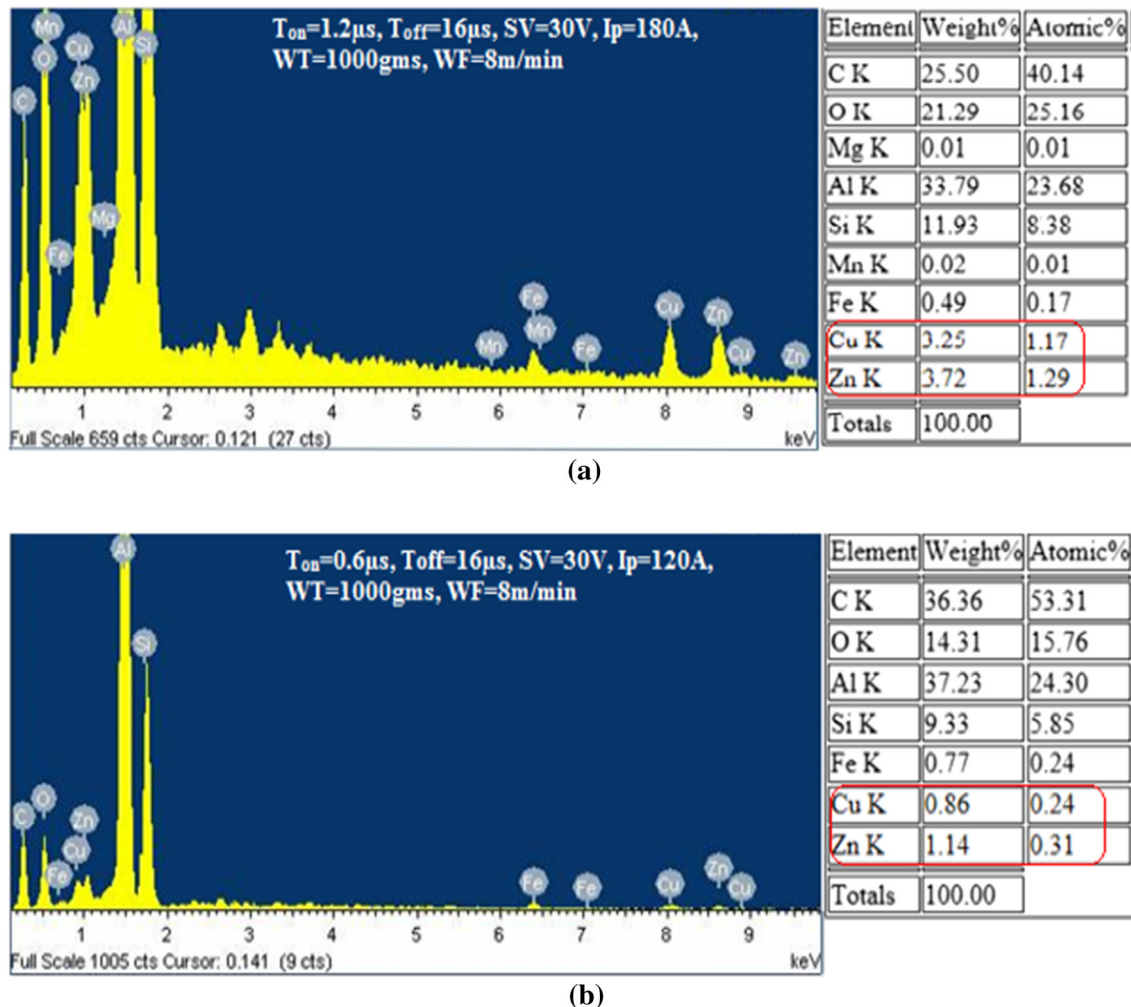 Ton=1.2μs, Toff=16μs, SV=30V, Ip=180A,
WT=1000gms, WF=8m/min
Mn Al
C O Cu Zn Si
Fe Mg
Fe Mn Mn Fe Cu Zn Cu Zn
1 2 3 4 5 6 7 8 9
Full Scale 659 cts Cursor: 0.121 (27 cts) keV
Element Weight% Atomic%
C K 25.50 40.14
O K 21.29 25.16
Mg K 0.01 0.01
Al K 33.79 23.68
Si K 11.93 8.38
Mn K 0.02 0.01
Fe K 0.49 0.17
Cu K 3.25 1.17
Zn K 3.72 1.29
Totals 100.00
(a)
Ton=0.6μs, Toff=16μs, SV=30V, Ip=120A,
WT=1000gms, WF=8m/min
Al
Si
C O Zn
Fe Cu
Fe Fe Cu Zn Cu
1 2 3 4 5 6 7 8 9
Full Scale 1005 cts Cursor: 0.141 (9 cts) keV
Element Weight% Atomic%
C K 36.36 53.31
O K 14.31 15.76
Al K 37.23 24.30
Si K 9.33 5.85
Fe K 0.77 0.24
Cu K 0.86 0.24
Zn K 1.14 0.31
Totals 100.00
(b)